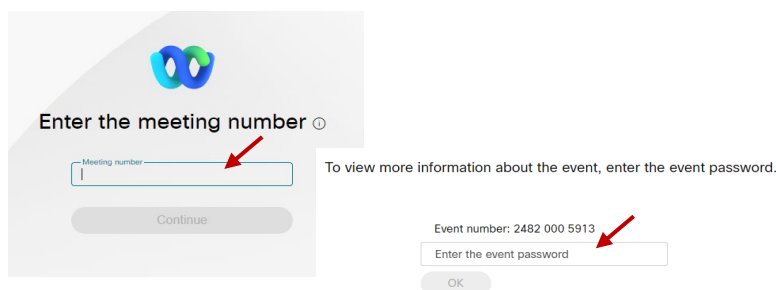 Enter the meeting number
Meeting number
Continue
To view more information about the event, enter the event password.
Event number: 2482 000 5913
Enter the event password
OK